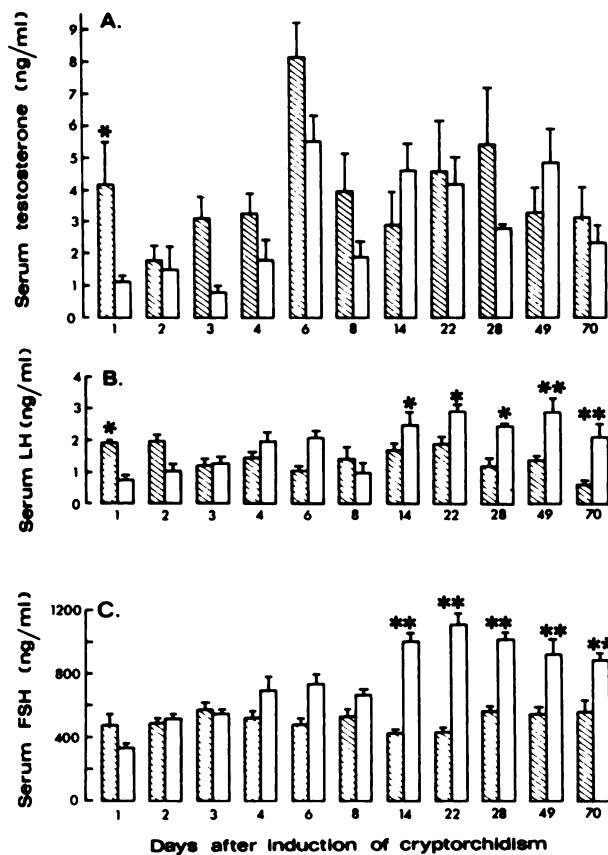 A.
Serum testosterone (ng/ml)
9
8
7
6
5
4
3
2
1
0
*
1 2 3 4 6 8 14 22 28 49 70
B.
Serum LH (ng/ml)
4
3
2
1
0
* * * * ** **
1 2 3 4 6 8 14 22 28 49 70
C.
Serum FSH (ng/ml)
1200
800
400
0
** ** ** ** **
1 2 3 4 6 8 14 22 28 49 70
Days after induction of cryptorchidism